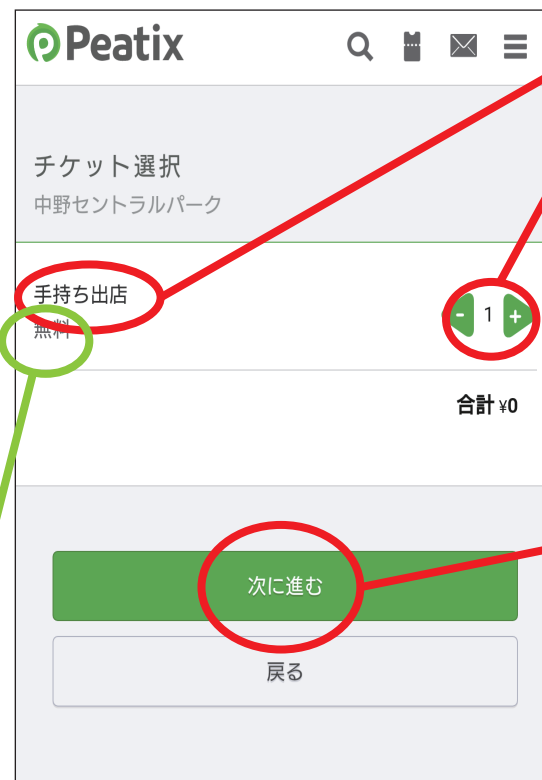 Peatix
チケット選択
中野セントラルパーク
手持ち出店
無料
- 1 +
合計 ¥0
次に進む
戻る